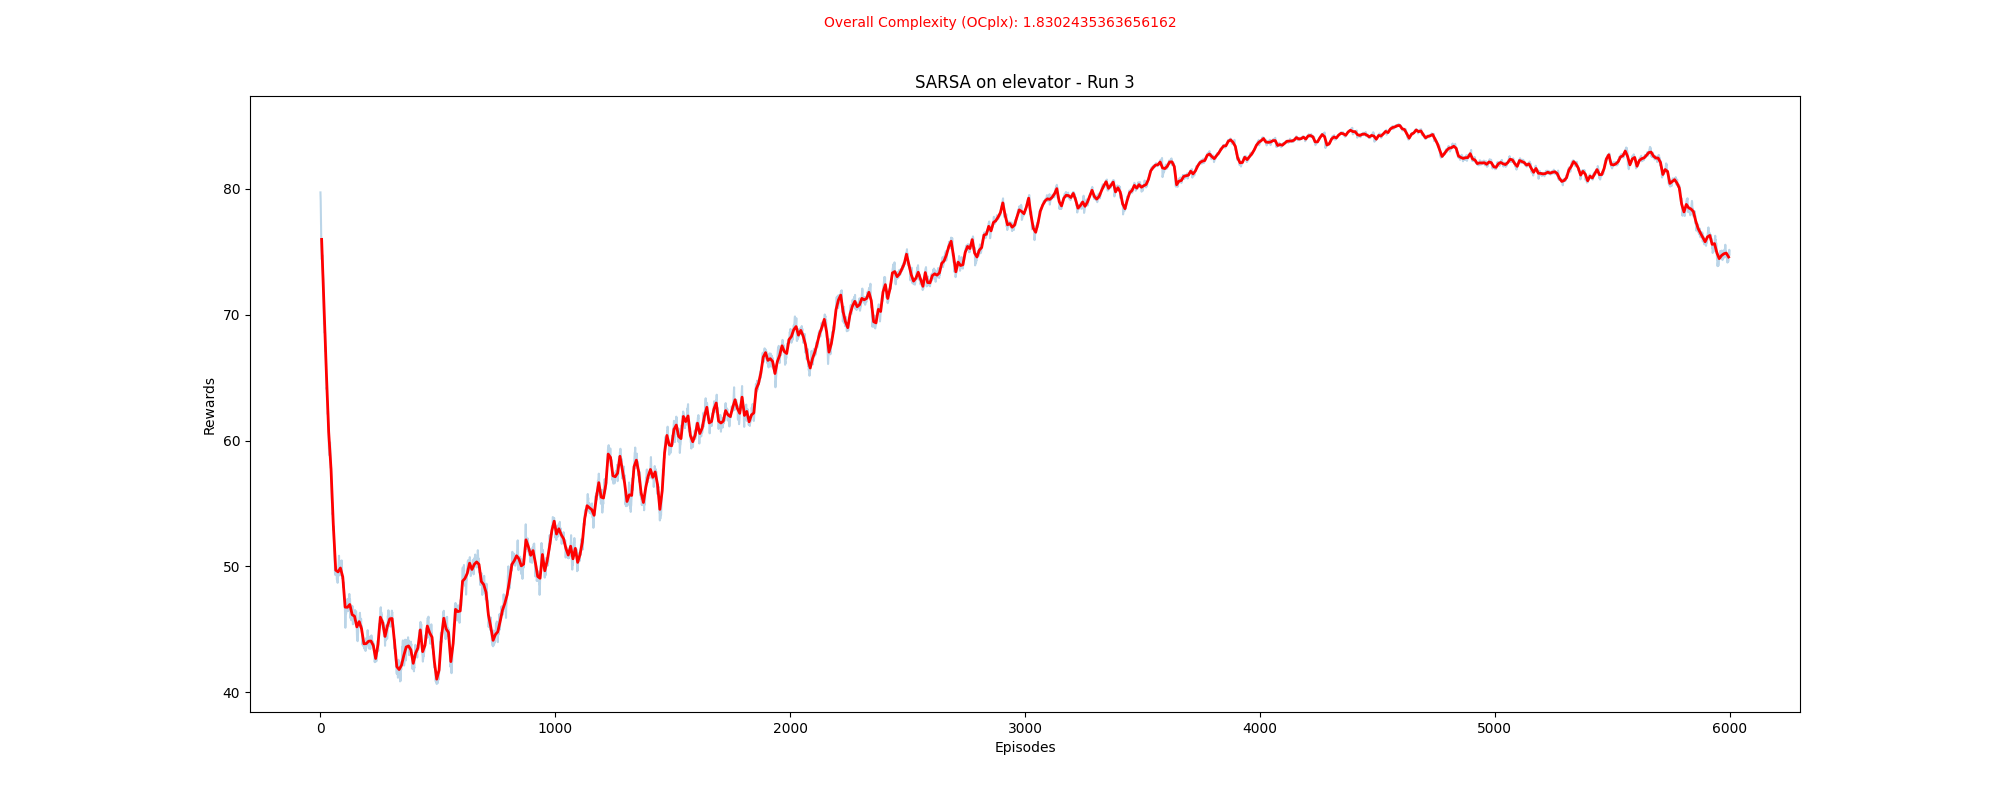 Overall Complexity (OCplx): 1.8302435363656162
SARSA on elevator - Run 3
Rewards
80
70
60
50
40
0 1000 2000 3000 4000 5000 6000
Episodes